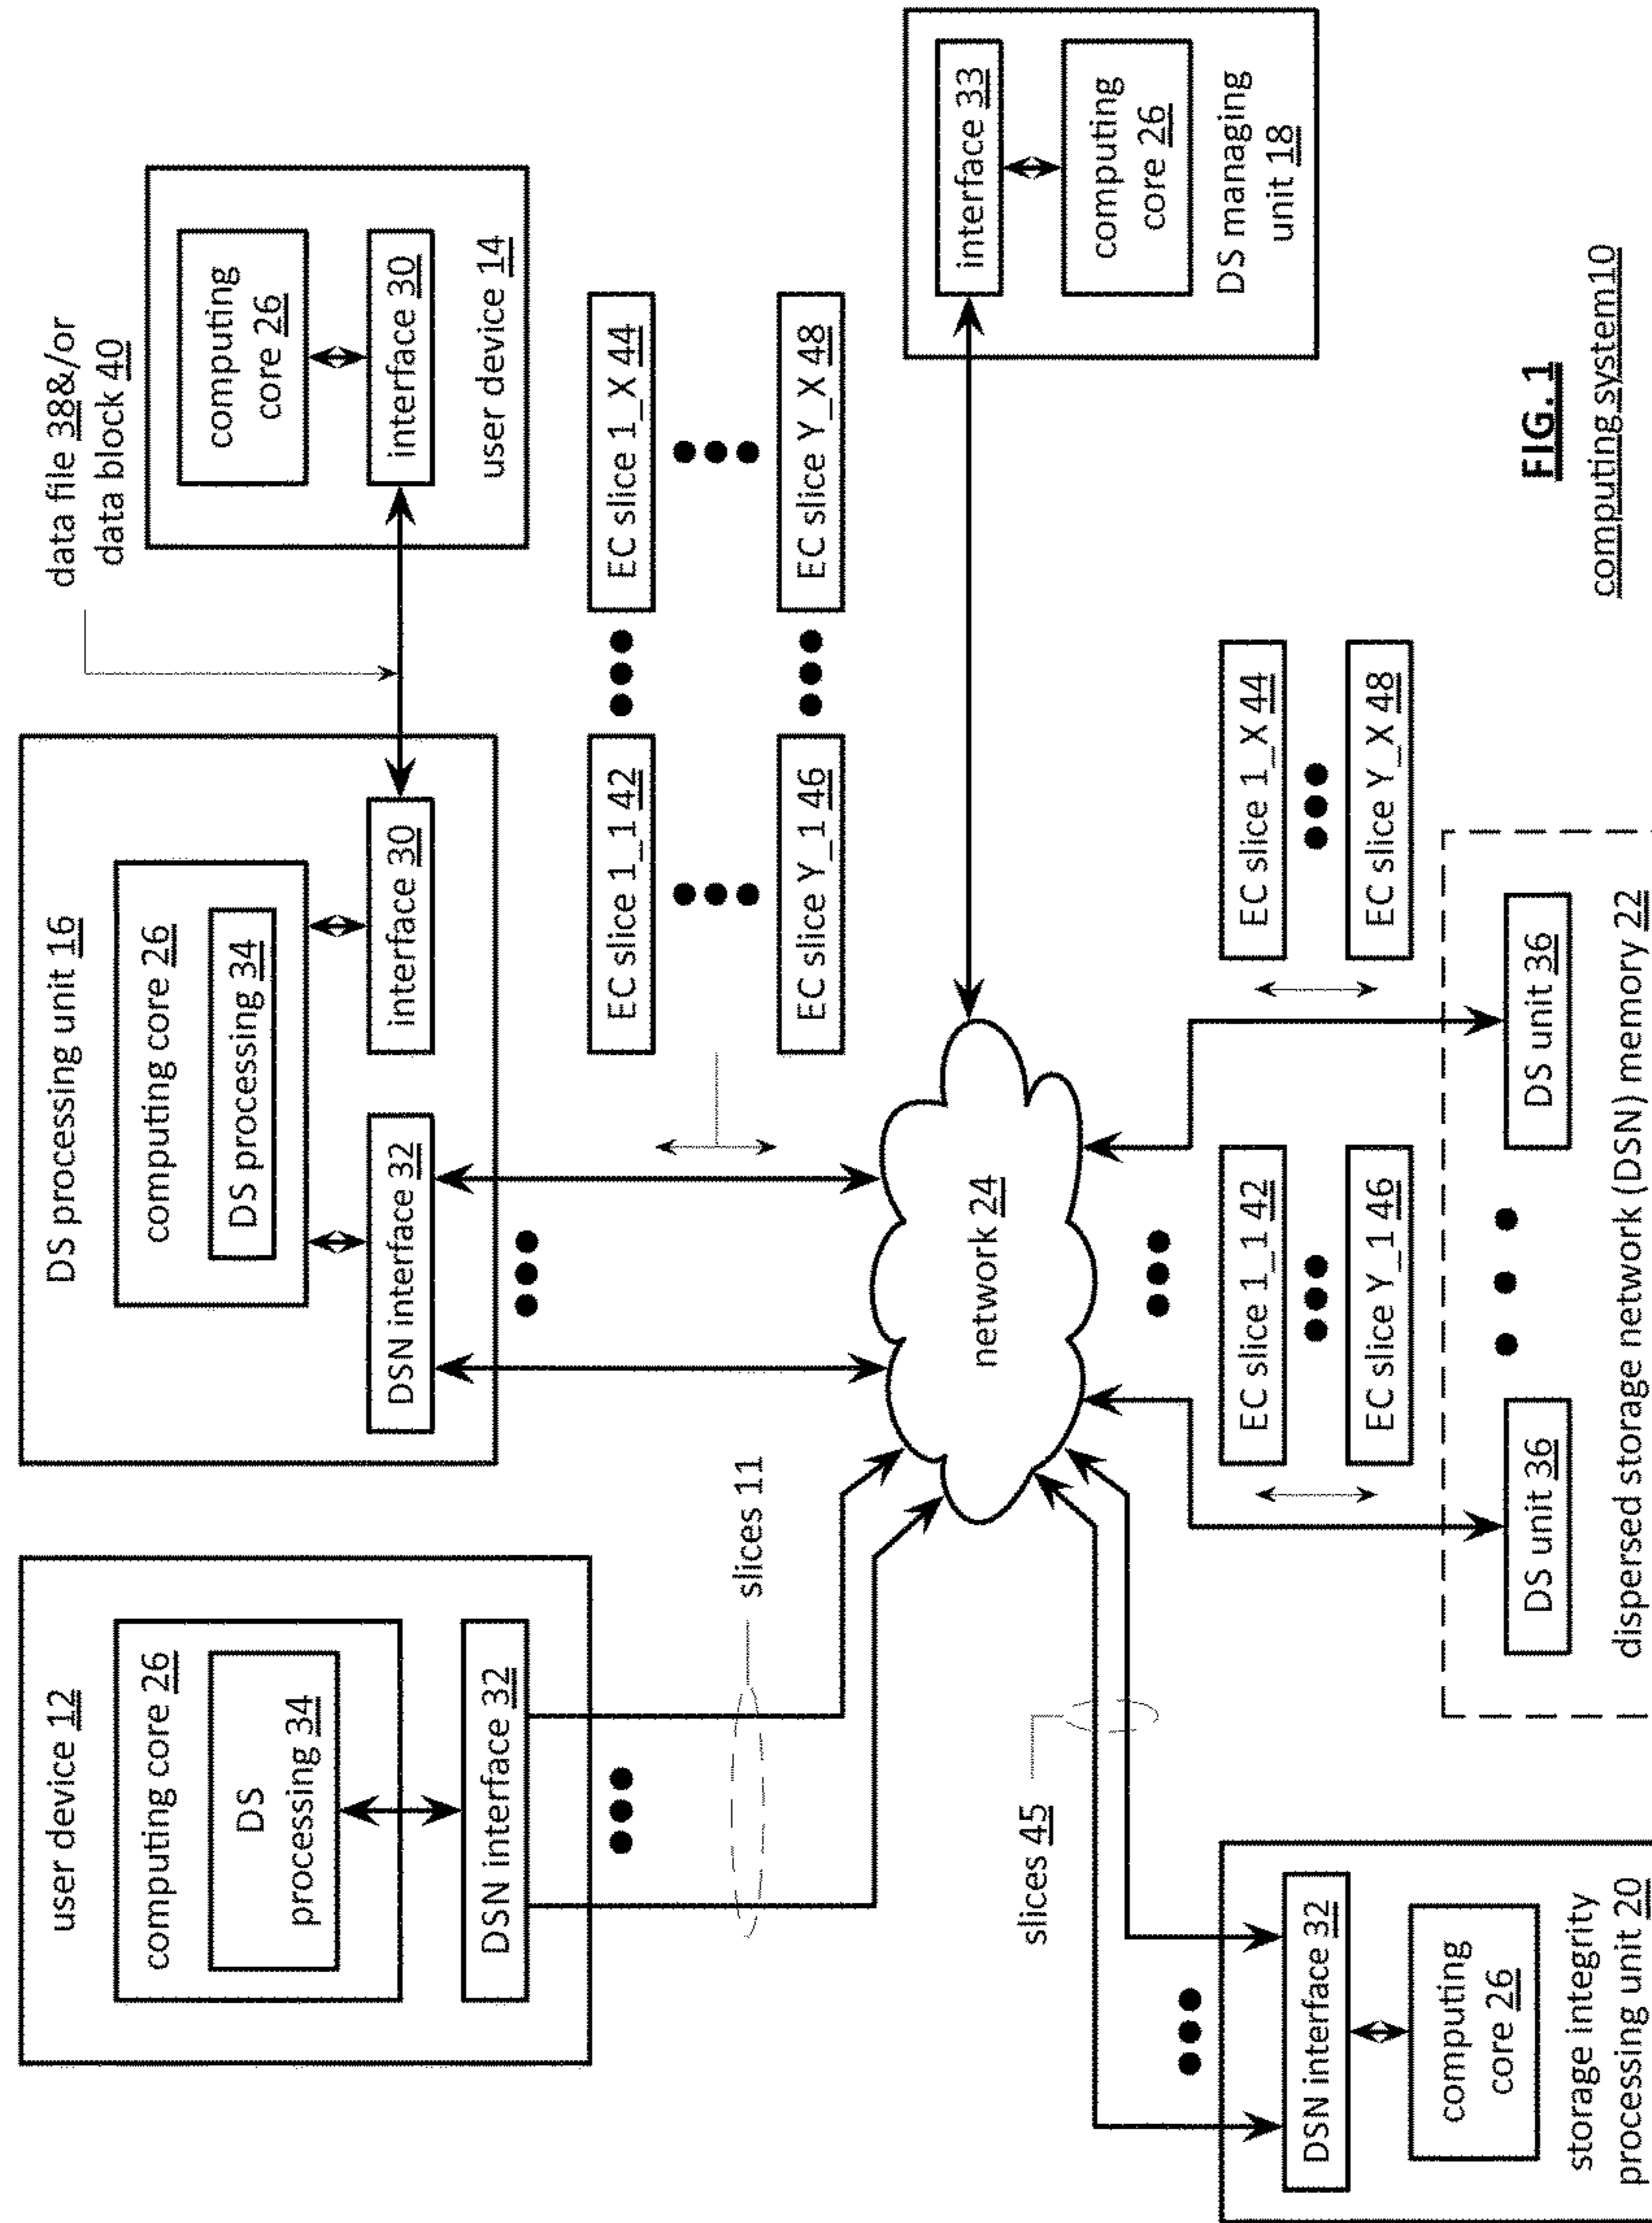 user device 12
computing core 26
DS
processing 34
DSN interface 32
slices 11
DS processing unit 16
computing core 26
DS processing 34
DSN interface 32
interface 30
data file 38&/or
data block 40
computing
core 26
interface 30
user device 14
EC slice 1_1 42
EC slice 1_X 44
EC slice Y_1 46
EC slice Y_X 48
network 24
interface 33
computing
core 26
DS managing
unit 18
slices 45
DSN interface 32
computing
core 26
storage integrity
processing unit 20
EC slice 1_1 42
EC slice Y_1 46
EC slice 1_X 44
EC slice Y_X 48
DS unit 36
DS unit 36
dispersed storage network (DSN) memory 22
FIG. 1
computing system10